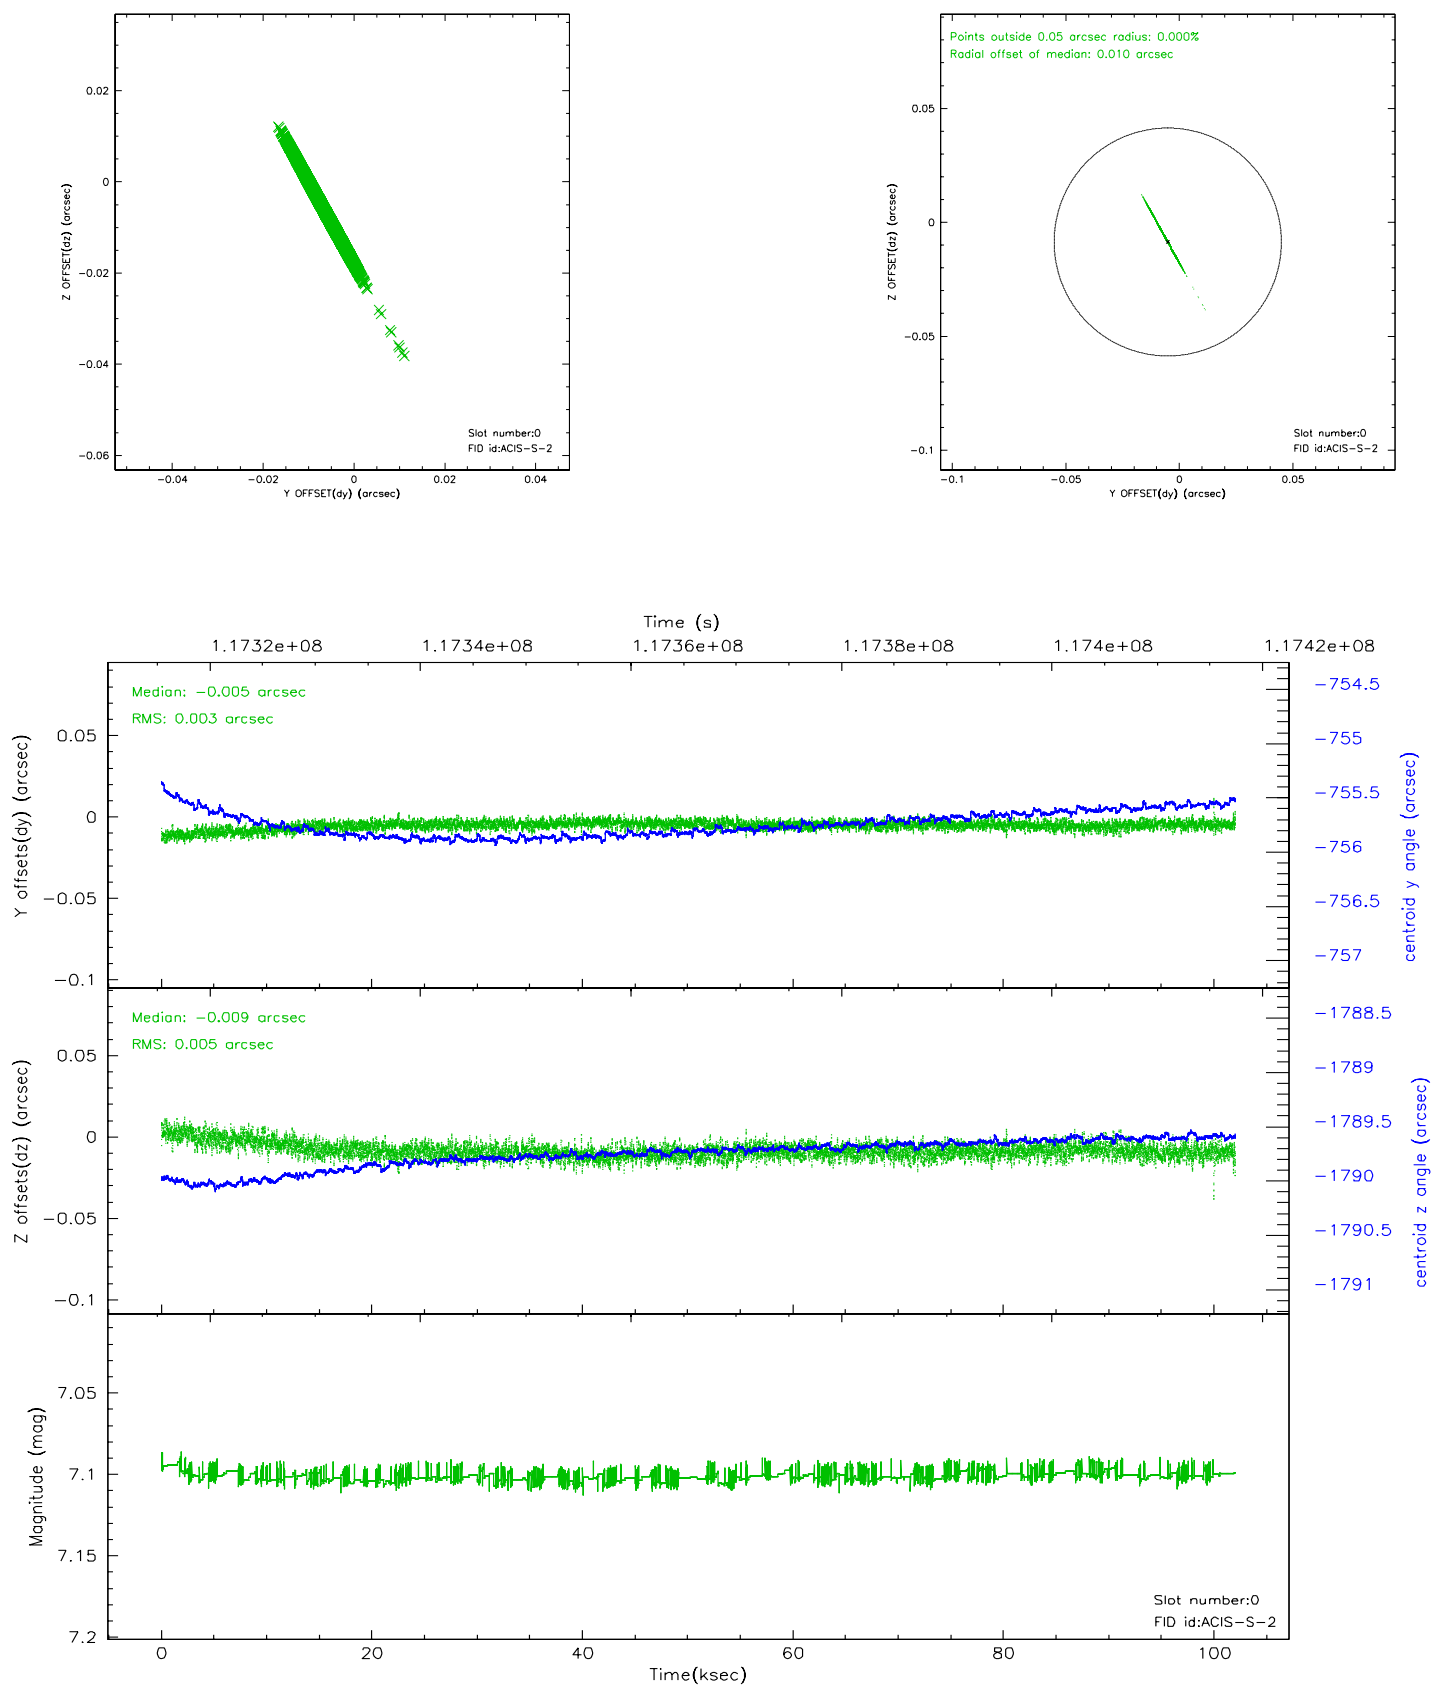 0.02
0
−0.02
−0.04
−0.06
Z OFFSET(dz) (arcsec)
−0.04
−0.02
0
0.02
0.04
Y OFFSET(dy) (arcsec)
Slot number:0
FID id:ACIS−S−2
Points outside 0.05 arcsec radius: 0.000%
Radial offset of median: 0.010 arcsec
0.05
0
−0.05
−0.1
Z OFFSET(dz) (arcsec)
−0.1
−0.05
0
0.05
Y OFFSET(dy) (arcsec)
Slot number:0
FID id:ACIS−S−2
Time (s)
1.1732e+08
1.1734e+08
1.1736e+08
1.1738e+08
1.174e+08
1.1742e+08
Median: −0.005 arcsec
RMS: 0.003 arcsec
0.05
0
−0.05
−0.1
Y offsets(dy) (arcsec)
−754.5
−755
−755.5
−756
−756.5
−757
centroid y angle (arcsec)
Median: −0.009 arcsec
RMS: 0.005 arcsec
0.05
0
−0.05
−0.1
Z offsets(dz) (arcsec)
−1788.5
−1789
−1789.5
−1790
−1790.5
−1791
centroid z angle (arcsec)
7.05
7.1
7.15
7.2
Magnitude (mag)
Slot number:0
FID id:ACIS−S−2
0
20
40
60
80
100
Time(ksec)